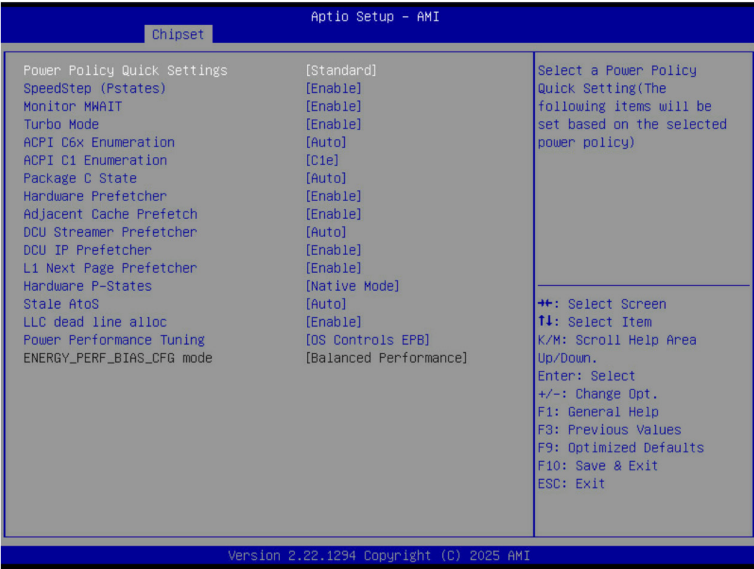 Aptio Setup – AMI
Chipset
Power Policy Quick Settings [Standard]
SpeedStep (Pstates) [Enable]
Monitor MWAIT [Enable]
Turbo Mode [Enable]
ACPI C6x Enumeration [Auto]
ACPI C1 Enumeration [C1e]
Package C State [Auto]
Hardware Prefetcher [Enable]
Adjacent Cache Prefetch [Enable]
DCU Streamer Prefetcher [Auto]
DCU IP Prefetcher [Enable]
L1 Next Page Prefetcher [Enable]
Hardware P-States [Native Mode]
Stale AtoS [Auto]
LLC dead line alloc [Enable]
Power Performance Tuning [OS Controls EPB]
ENERGY_PERF_BIAS_CFG mode [Balanced Performance]
Select a Power Policy
Quick Setting(The
following items will be
set based on the selected
power policy)
→←: Select Screen
↑↓: Select Item
K/M: Scroll Help Area
Up/Down.
Enter: Select
+/-: Change Opt.
F1: General Help
F3: Previous Values
F9: Optimized Defaults
F10: Save & Exit
ESC: Exit
Version 2.22.1294 Copyright (C) 2025 AMI